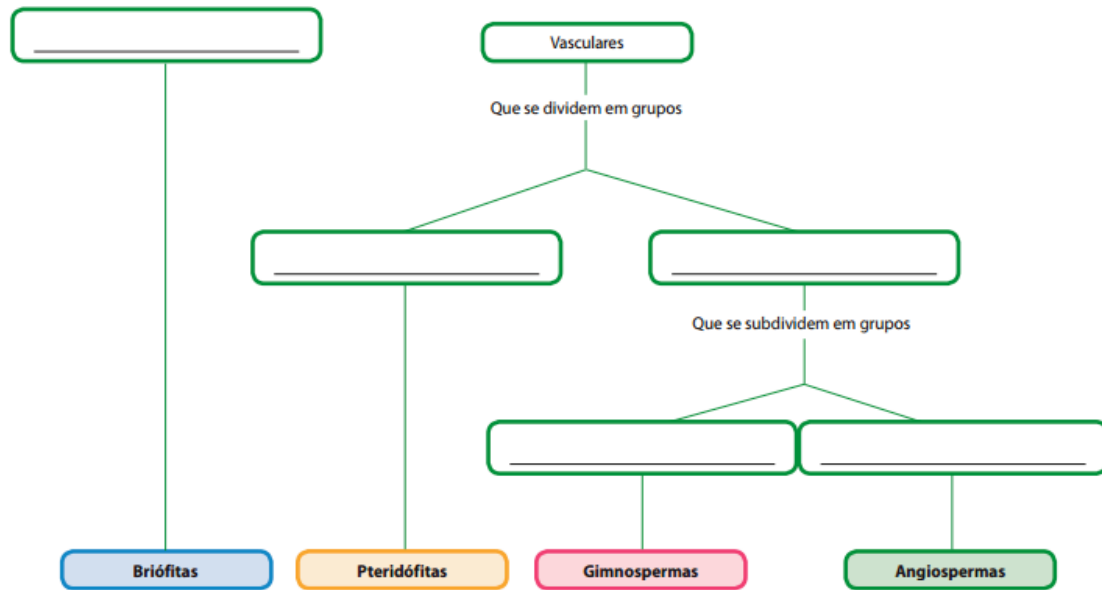 Vasculares
Que se dividem em grupos
Que se subdividem em grupos
Briófitas
Pteridófitas
Gimnospermas
Angiospermas